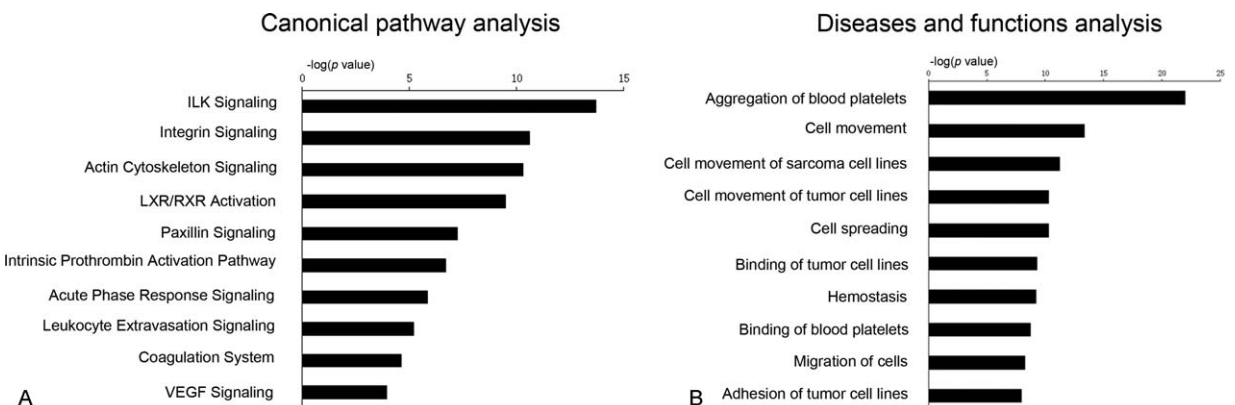 Canonical pathway analysis
-log(p value)
0 5 10 15
ILK Signaling
Integrin Signaling
Actin Cytoskeleton Signaling
LXR/RXR Activation
Paxillin Signaling
Intrinsic Prothrombin Activation Pathway
Acute Phase Response Signaling
Leukocyte Extravasation Signaling
Coagulation System
VEGF Signaling
A
Diseases and functions analysis
-log(p value)
0 5 10 15 20 25
Aggregation of blood platelets
Cell movement
Cell movement of sarcoma cell lines
Cell movement of tumor cell lines
Cell spreading
Binding of tumor cell lines
Hemostasis
Binding of blood platelets
Migration of cells
Adhesion of tumor cell lines
B